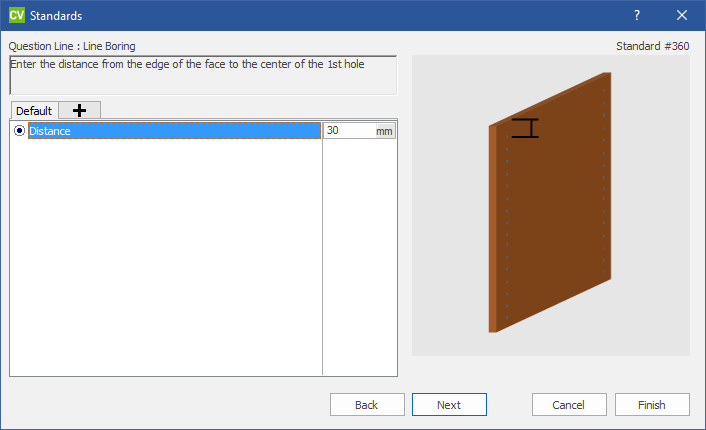 CV Standards ?
Question Line : Line Boring
Standard #360
Enter the distance from the edge of the face to the center of the 1st hole
Default
Distance 30 mm
Back Next Cancel Finish